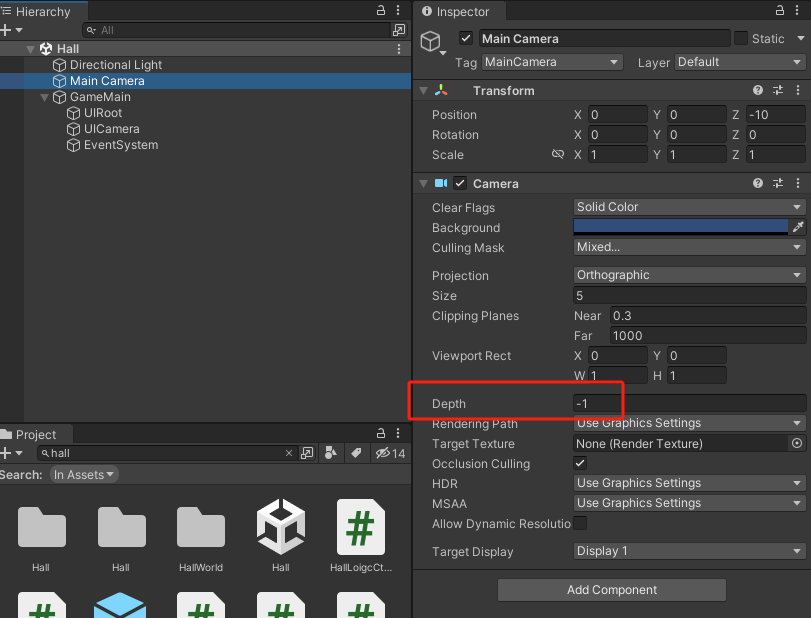 Hierarchy
All
Hall
Directional Light
Main Camera
GameMain
UIRoot
UICamera
EventSystem
Project
hall
14
Search: In Assets
Hall
Hall
HallWorld
Hall
HallLoigcCt...
Inspector
Main Camera
Static
Tag MainCamera Layer Default
Transform
Position X 0 Y 0 Z -10
Rotation X 0 Y 0 Z 0
Scale X 1 Y 1 Z 1
Camera
Clear Flags Solid Color
Background
Culling Mask Mixed...
Projection Orthographic
Size 5
Clipping Planes Near 0.3
Far 1000
Viewport Rect X 0 Y 0
W 1 H 1
Depth -1
Rendering Path Use Graphics Settings
Target Texture None (Render Texture)
Occlusion Culling
HDR Use Graphics Settings
MSAA Use Graphics Settings
Allow Dynamic Resolutio
Target Display Display 1
Add Component